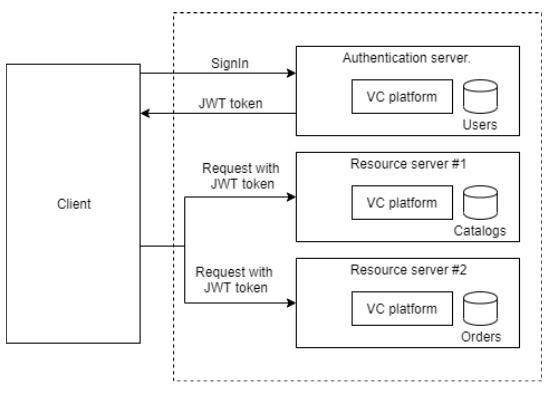 Client
SignIn
JWT token
Authentication server.
VC platform
Users
Request with
JWT token
Resource server #1
VC platform
Catalogs
Request with
JWT token
Resource server #2
VC platform
Orders